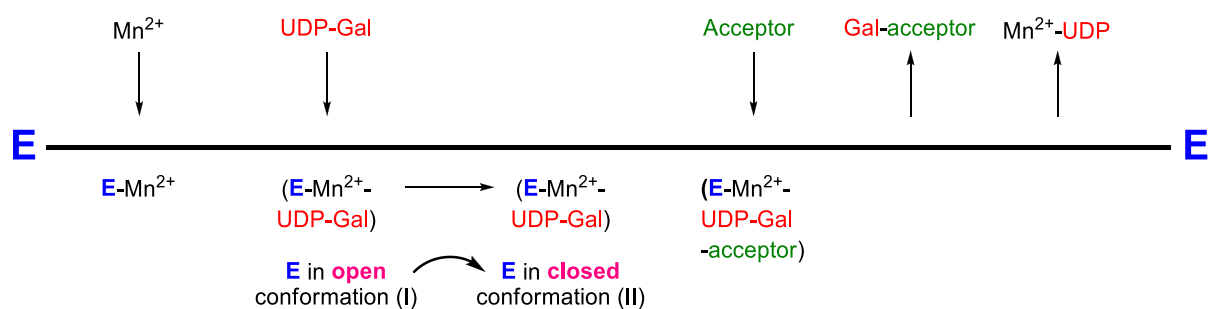 Mn²⁺ UDP-Gal Acceptor Gal-acceptor Mn²⁺-UDP
E E
E-Mn²⁺ (E-Mn²⁺- (E-Mn²⁺- (E-Mn²⁺-
UDP-Gal) UDP-Gal) UDP-Gal
-acceptor)
E in open E in closed
conformation (I) conformation (II)